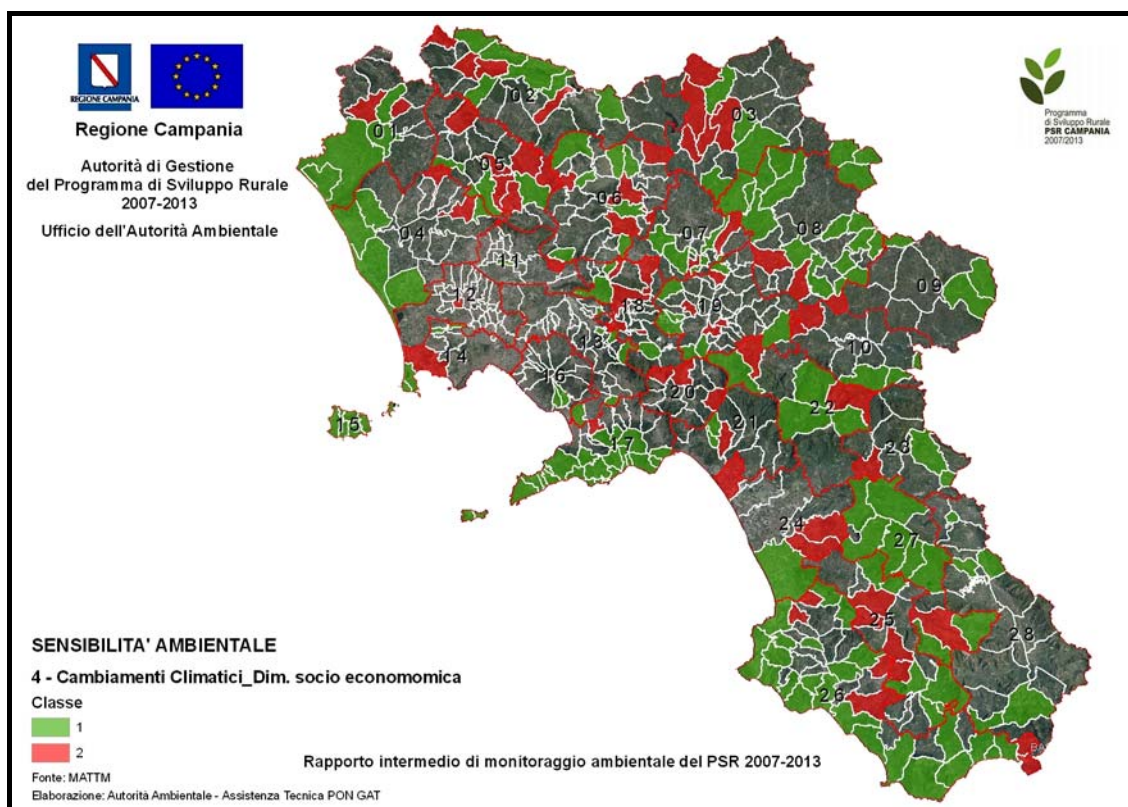 REGIONE CAMPANIA
Regione Campania
Autorità di Gestione
del Programma di Sviluppo Rurale
2007-2013
Ufficio dell'Autorità Ambientale
Programma
di Sviluppo Rurale
PSR CAMPANIA
2007/2013
01
02
03
04
05
06
07
08
09
10
11
12
13
14
15
16
17
18
19
20
21
22
23
24
25
26
27
28
BA
SENSIBILITA' AMBIENTALE
4 - Cambiamenti Climatici_Dim. socio economomica
Classe
1
2
Fonte: MATTM
Elaborazione: Autorità Ambientale - Assistenza Tecnica PON GAT
Rapporto intermedio di monitoraggio ambientale del PSR 2007-2013